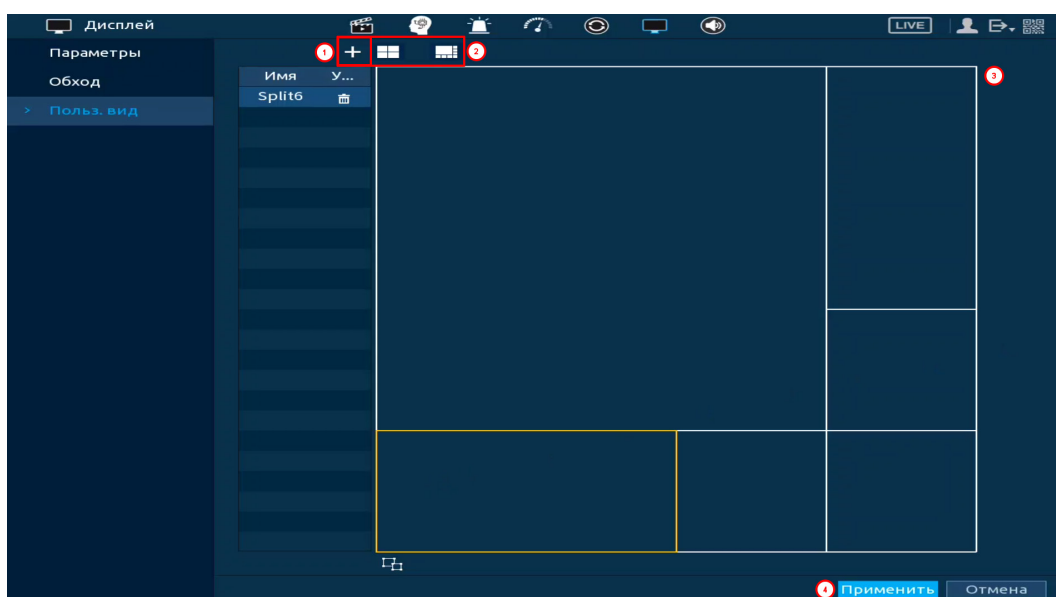 Дисплей
LIVE
Параметры
1
2
Обход
Имя У...
3
Split6
> Польз. вид
4
Применить Отмена